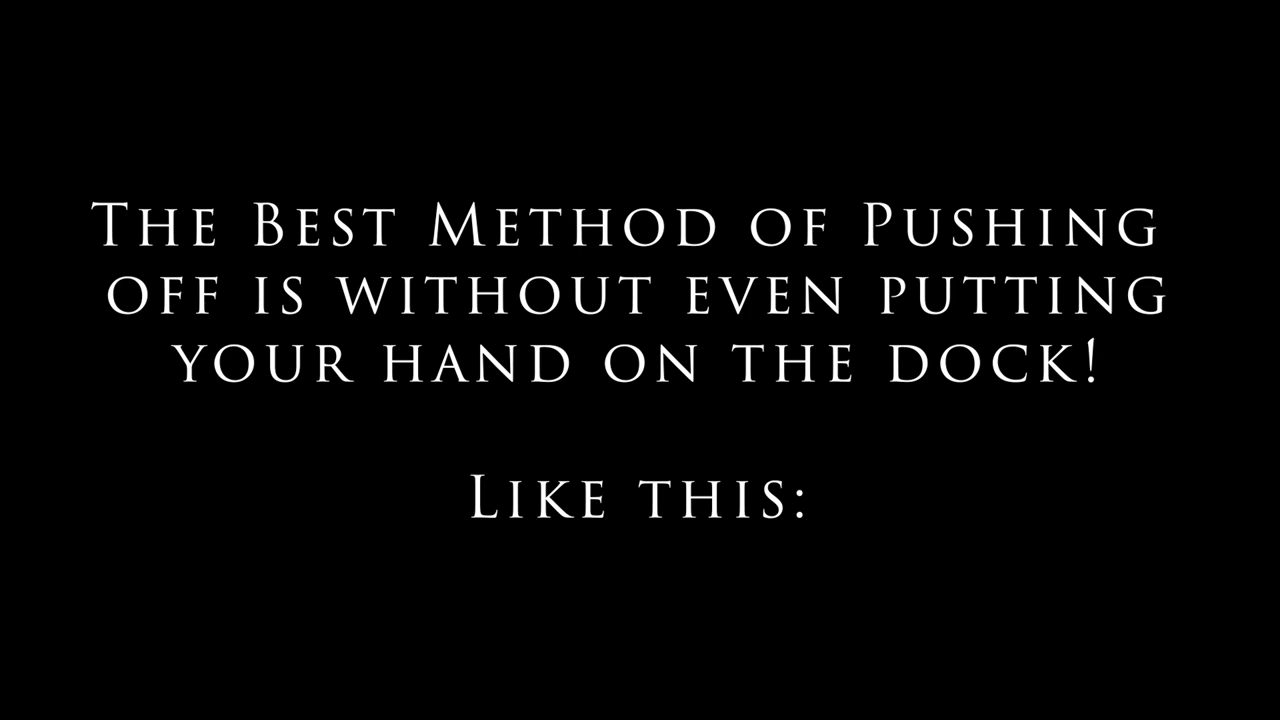 The Best Method of Pushing
off is without even putting
your hand on the dock!
Like this: